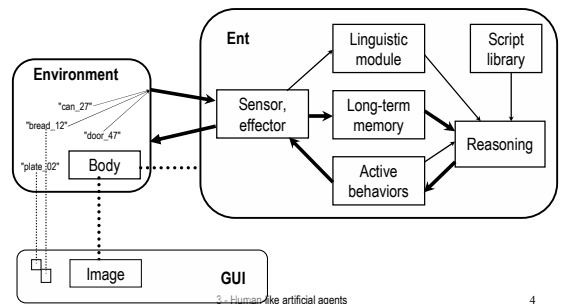 Ent
Linguistic
module
Script
library
Environment
"can_27"
"bread_12"
"door_47"
"plate_02"
Body
Sensor,
effector
Long-term
memory
Reasoning
Active
behaviors
Image
GUI
3 - Human-like artificial agents
4